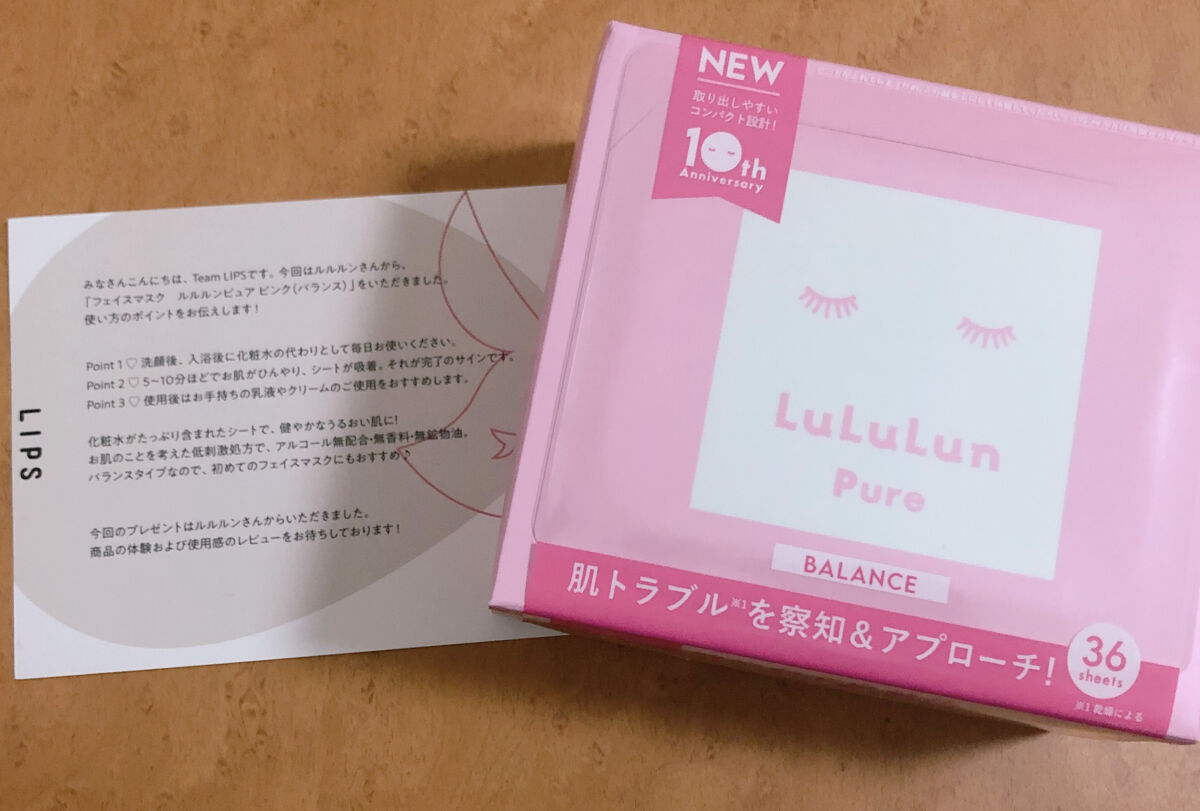 みなさんこんにちは、Team LIPSです。今回はルルルンさんから、
「フェイスマスク　ルルルンピュア ピンク(バランス)」をいただきました。
使い方のポイントをお伝えします!
Point 1 ♡ 洗顔後、入浴後に化粧水の代わりとして毎日お使いください。
Point 2 ♡ 5~10分ほどでお肌がひんやり、シートが吸着。それが完了のサインです。
Point 3 ♡ 使用後はお手持ちの乳液やクリームのご使用をおすすめします。
化粧水がたっぷり含まれたシートで、健やかなうるおい肌に!
お肌のことを考えた低刺激処方で、アルコール無配合・無香料・無鉱物油。
バランスタイプなので、初めてのフェイスマスクにもおすすめ♪
今回のプレゼントはルルルンさんからいただきました。
商品の体験および使用感のレビューをお待ちしております!
LIPS
NEW
取り出しやすい
コンパクト設計!
10th
Anniversary
LuLuLun
Pure
BALANCE
肌トラブル※1を察知&アプローチ!
36
sheets
※1 乾燥による